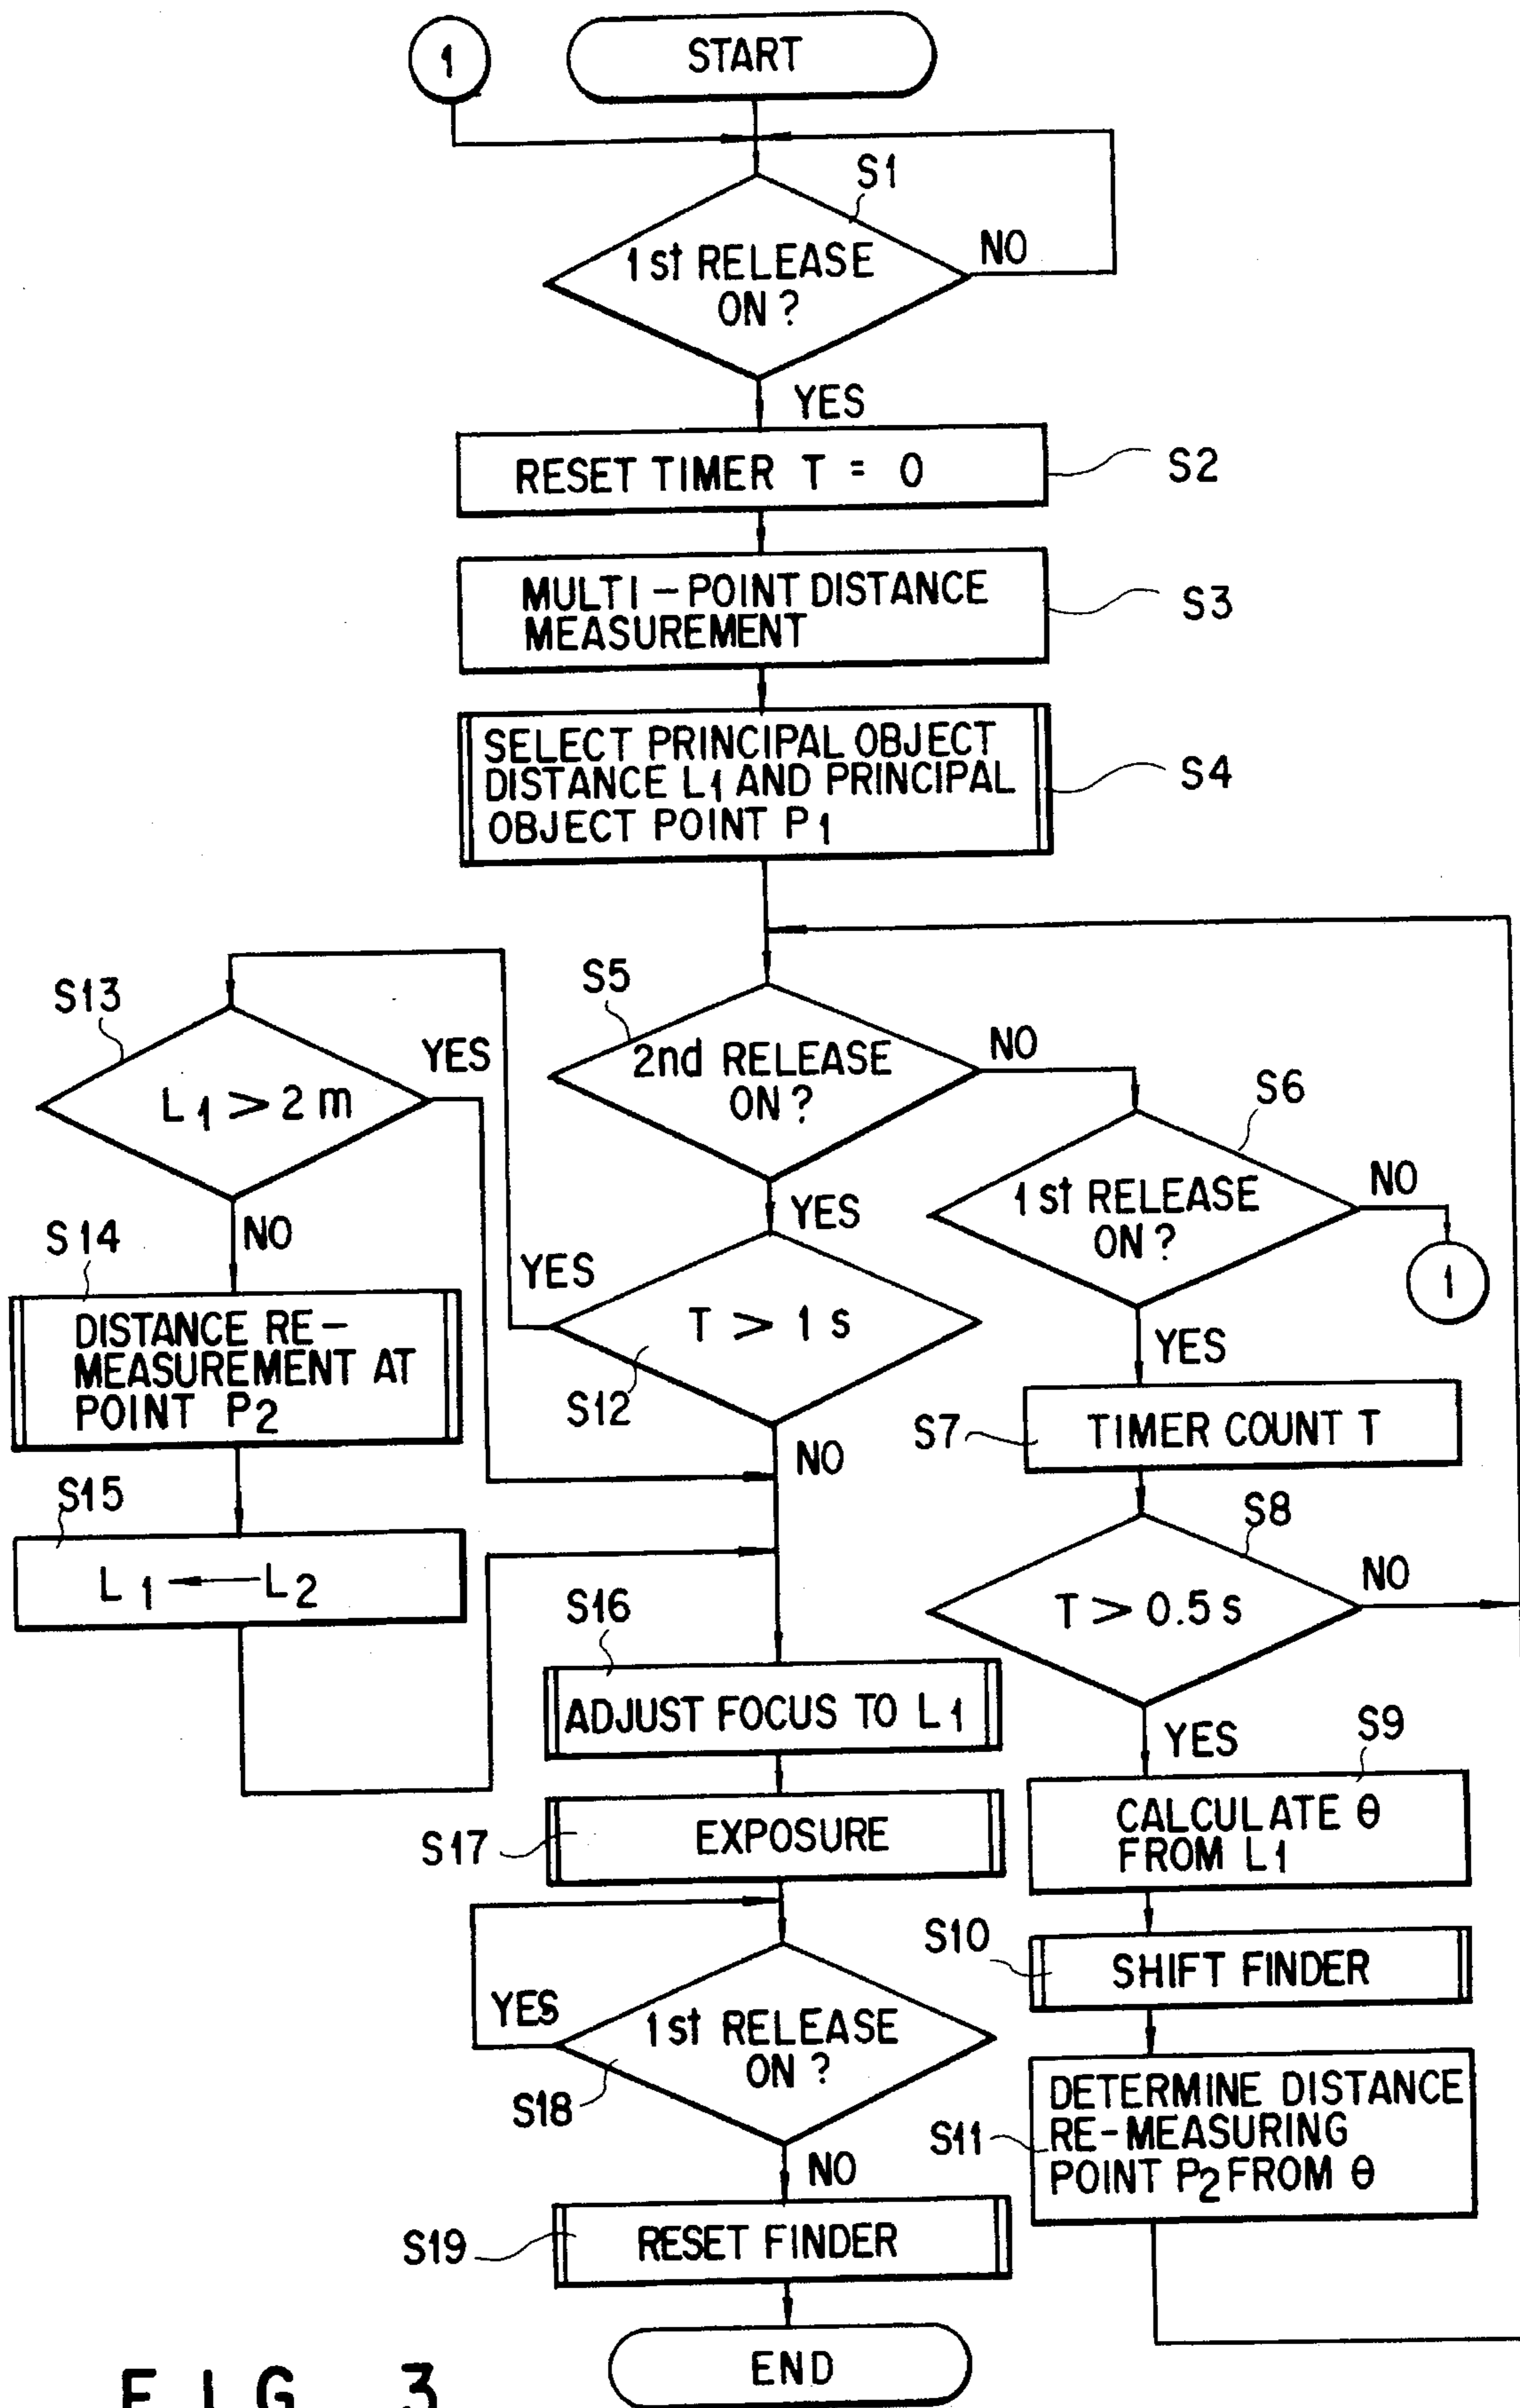 1
START
S1
1st RELEASE
ON?
NO
YES
RESET TIMER T = 0
S2
MULTI-POINT DISTANCE
MEASUREMENT
S3
SELECT PRINCIPAL OBJECT
DISTANCE L1 AND PRINCIPAL
OBJECT POINT P1
S4
S5
2nd RELEASE
ON?
NO
YES
S6
1st RELEASE
ON?
NO
1
YES
S7
TIMER COUNT T
S8
T > 0.5 s
NO
YES
S9
CALCULATE θ
FROM L1
S10
SHIFT FINDER
S11
DETERMINE DISTANCE
RE-MEASURING
POINT P2 FROM θ
S12
T > 1 s
YES
NO
S13
L1 > 2 m
YES
NO
S14
DISTANCE RE-
MEASUREMENT AT
POINT P2
S15
L1 ← L2
S16
ADJUST FOCUS TO L1
S17
EXPOSURE
S18
1st RELEASE
ON?
YES
NO
S19
RESET FINDER
END
FIG. 3